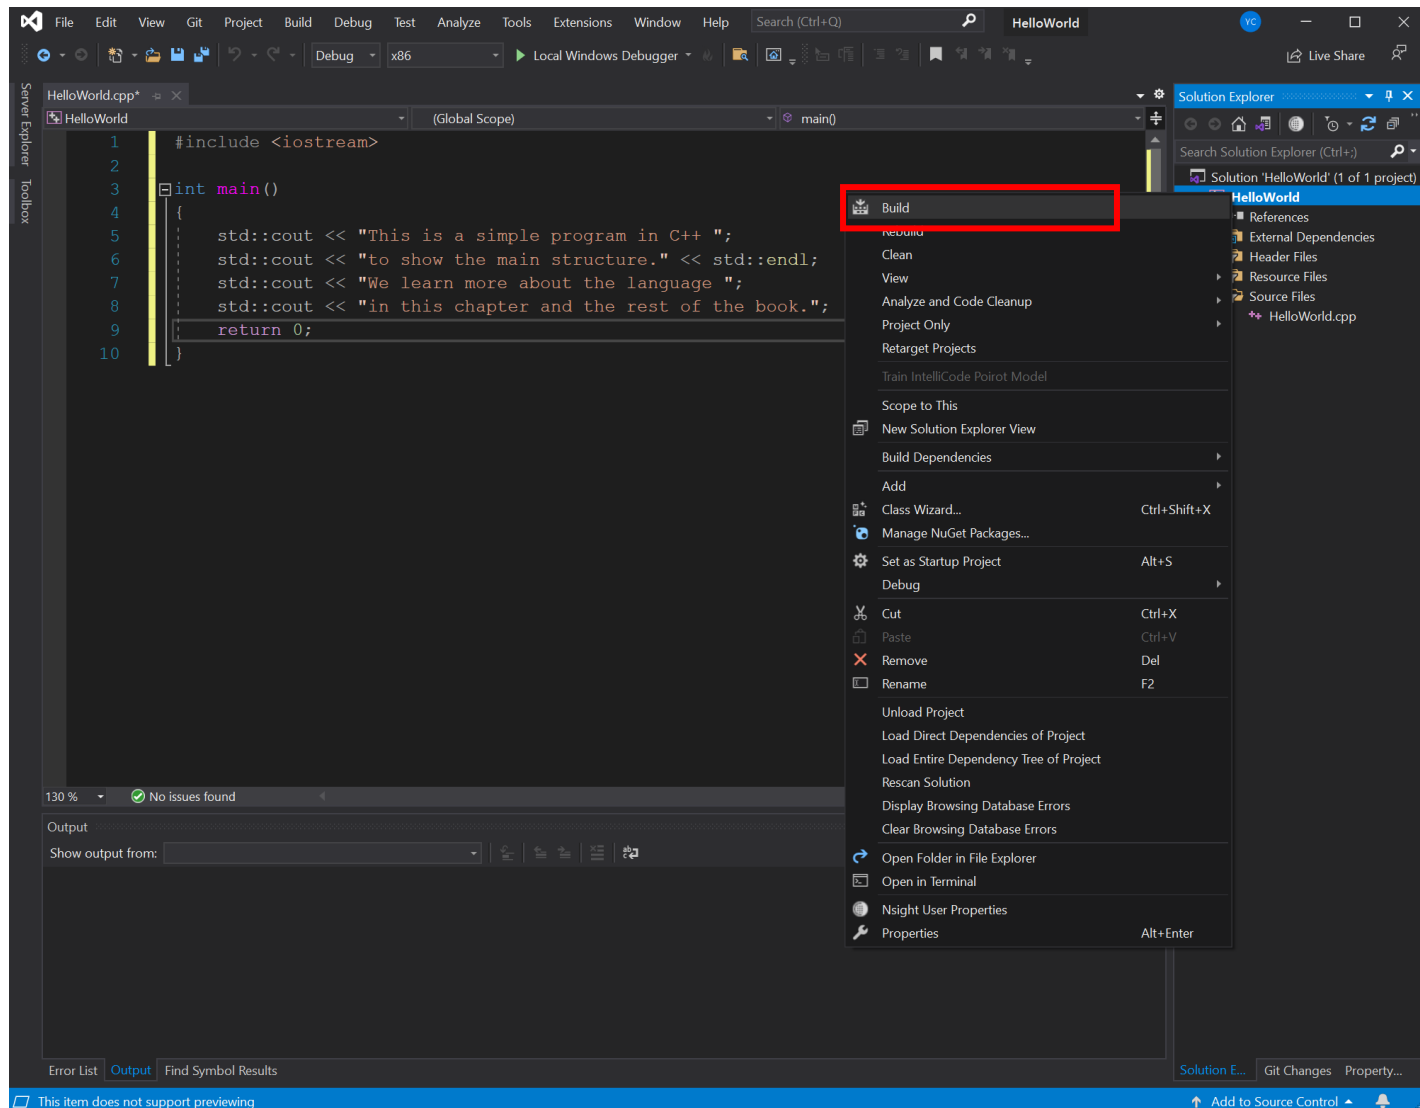 File Edit View Git Project Build Debug Test Analyze Tools Extensions Window Help Search (Ctrl+Q) HelloWorld YC
Debug x86 Local Windows Debugger Live Share
Server Explorer
Toolbox
HelloWorld.cpp*
HelloWorld (Global Scope) main()
1 #include <iostream>
2
3 int main()
4 {
5 std::cout << "This is a simple program in C++ ";
6 std::cout << "to show the main structure." << std::endl;
7 std::cout << "We learn more about the language ";
8 std::cout << "in this chapter and the rest of the book.";
9 return 0;
10 }
130 % No issues found
Output
Show output from:
Error List Output Find Symbol Results
Build
Rebuild
Clean
View
Analyze and Code Cleanup
Project Only
Retarget Projects
Train IntelliCode Poirot Model
Scope to This
New Solution Explorer View
Build Dependencies
Add
Class Wizard... Ctrl+Shift+X
Manage NuGet Packages...
Set as Startup Project Alt+S
Debug
Cut Ctrl+X
Paste Ctrl+V
Remove Del
Rename F2
Unload Project
Load Direct Dependencies of Project
Load Entire Dependency Tree of Project
Rescan Solution
Display Browsing Database Errors
Clear Browsing Database Errors
Open Folder in File Explorer
Open in Terminal
Nsight User Properties
Properties Alt+Enter
Solution Explorer
Search Solution Explorer (Ctrl+;)
Solution 'HelloWorld' (1 of 1 project)
HelloWorld
References
External Dependencies
Header Files
Resource Files
Source Files
HelloWorld.cpp
Solution E... Git Changes Property...
This item does not support previewing Add to Source Control